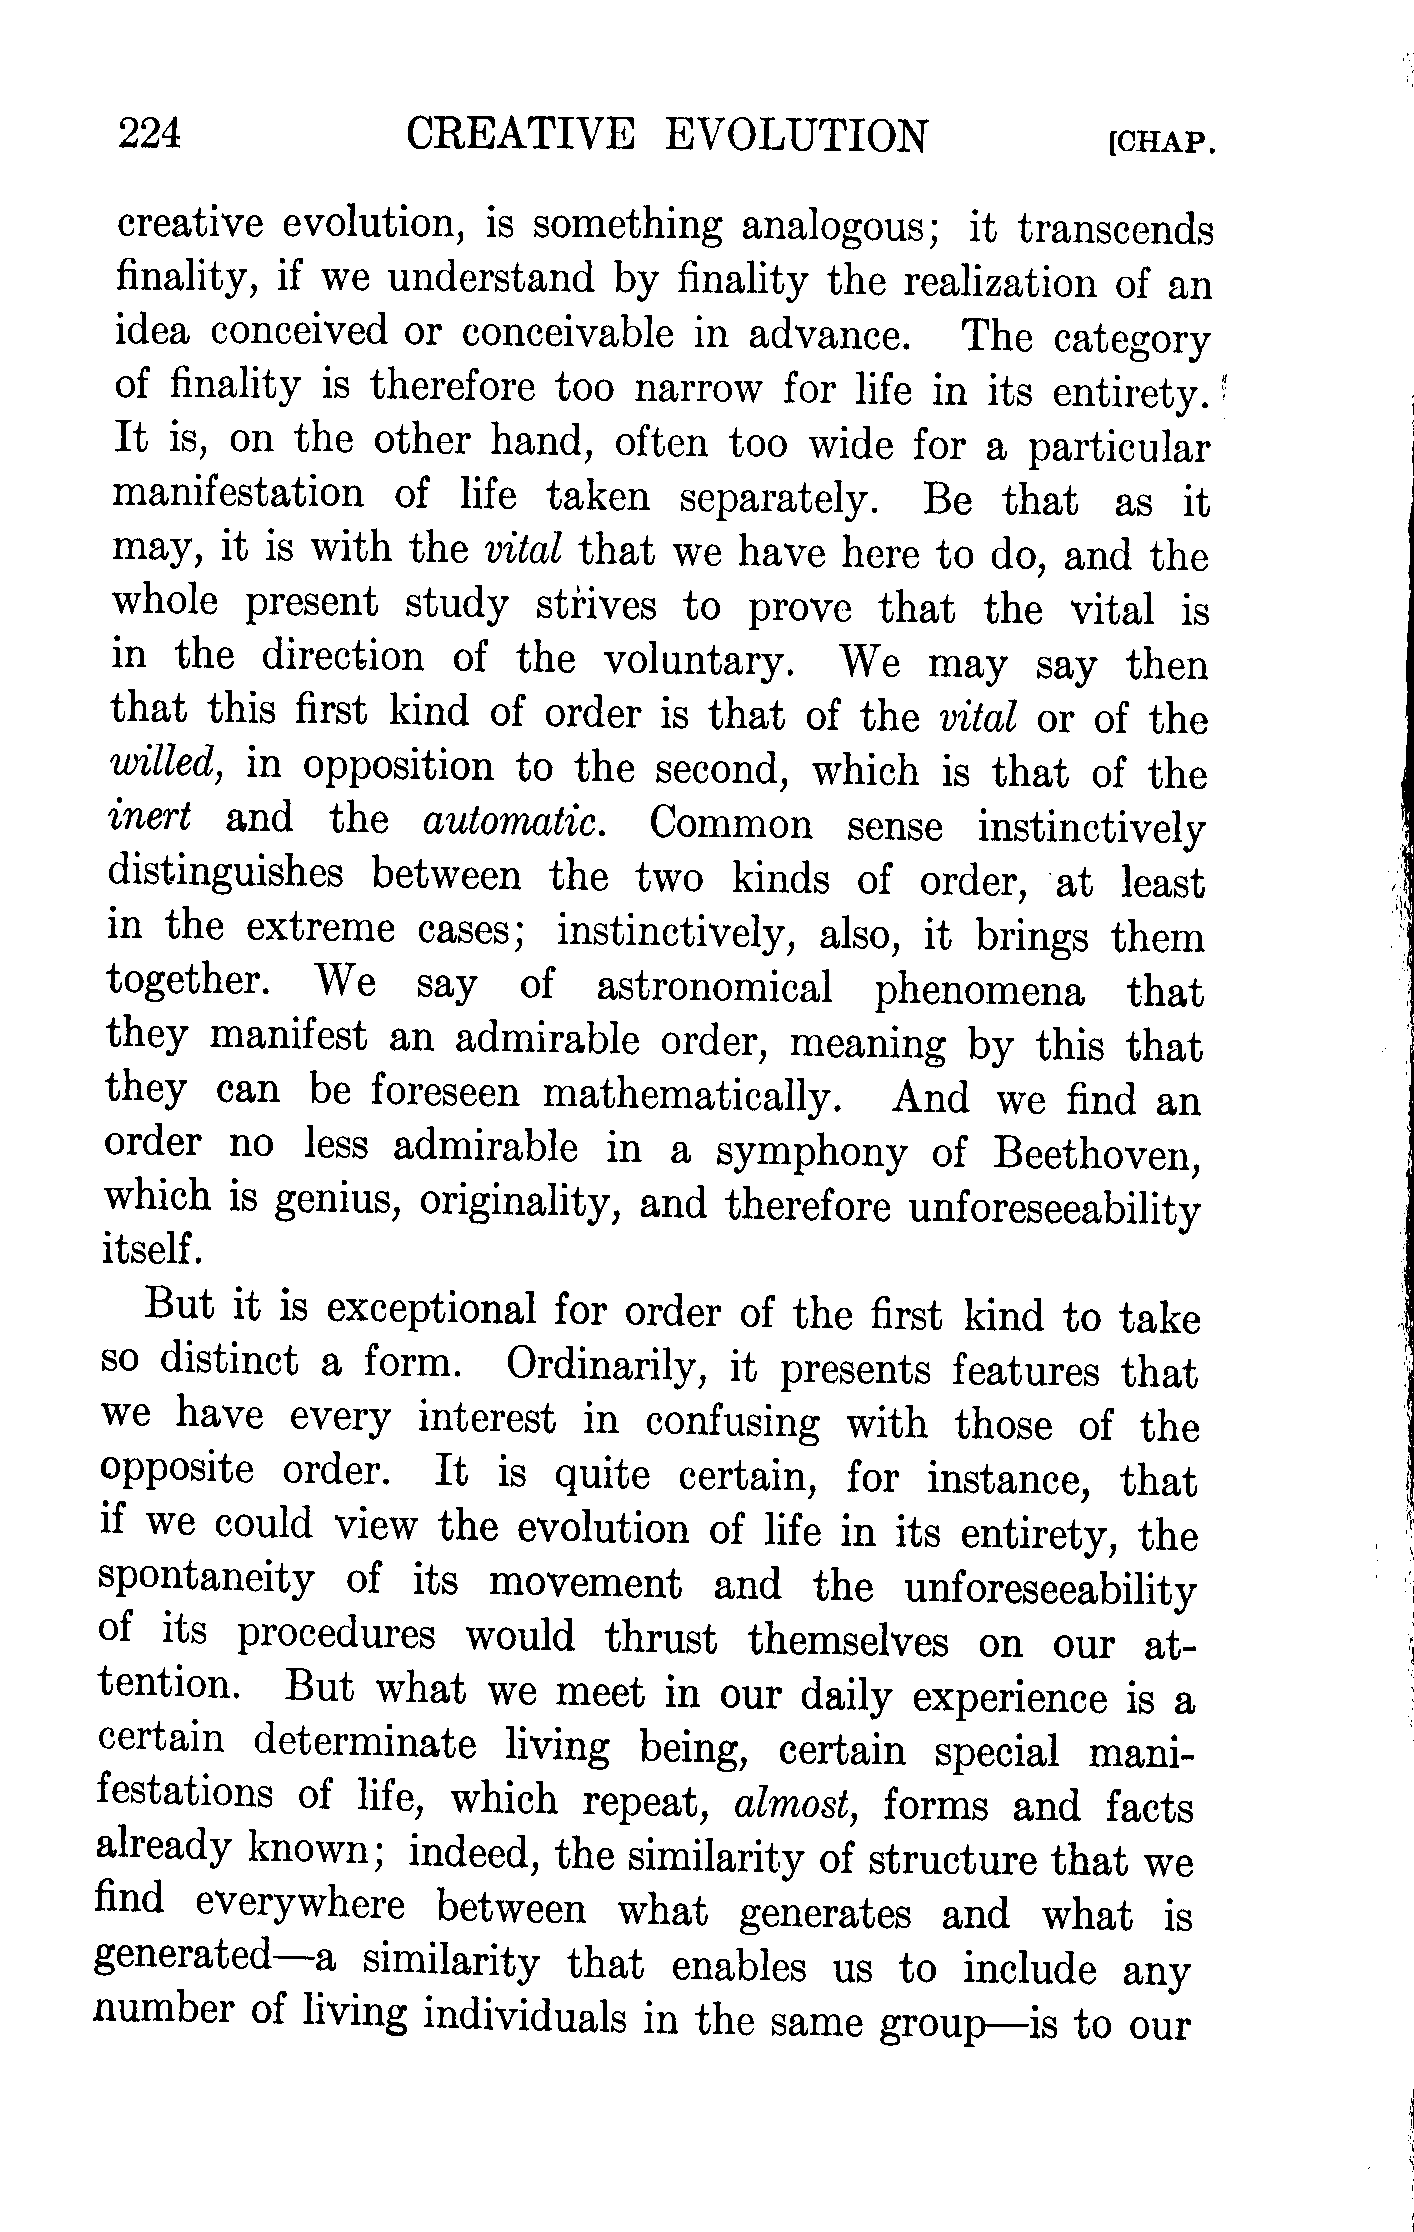 224 CREATIVE EVOLUTION [CHAP.
creative evolution, is something analogous; it transcends
finality, if we understand by finality the realization of an
idea conceived or conceivable in advance. The category
of finality is therefore too narrow for life in its entirety.
It is, on the other hand, often too wide for a particular
manifestation of life taken separately. Be that as it
may, it is with the vital that we have here to do, and the
whole present study strives to prove that the vital is
in the direction of the voluntary. We may say then
that this first kind of order is that of the vital or of the
willed, in opposition to the second, which is that of the
inert and the automatic. Common sense instinctively
distinguishes between the two kinds of order, at least
in the extreme cases; instinctively, also, it brings them
together. We say of astronomical phenomena that
they manifest an admirable order, meaning by this that
they can be foreseen mathematically. And we find an
order no less admirable in a symphony of Beethoven,
which is genius, originality, and therefore unforeseeability
itself.
But it is exceptional for order of the first kind to take
so distinct a form. Ordinarily, it presents features that
we have every interest in confusing with those of the
opposite order. It is quite certain, for instance, that
if we could view the evolution of life in its entirety, the
spontaneity of its movement and the unforeseeability
of its procedures would thrust themselves on our at-
tention. But what we meet in our daily experience is a
certain determinate living being, certain special mani-
festations of life, which repeat, almost, forms and facts
already known; indeed, the similarity of structure that we
find everywhere between what generates and what is
generated—a similarity that enables us to include any
number of living individuals in the same group—is to our